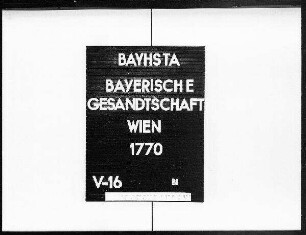 BAYHSTA
BAYERISCHE
GESANDTSCHAFT
WIEN
1770
V-16 N